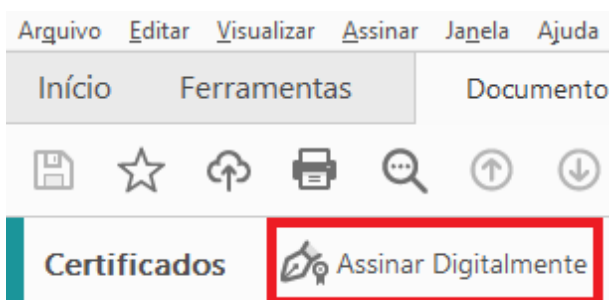 Arquivo Editar Visualizar Assinar Janela Ajuda
Início Ferramentas Documento
Certificados Assinar Digitalmente